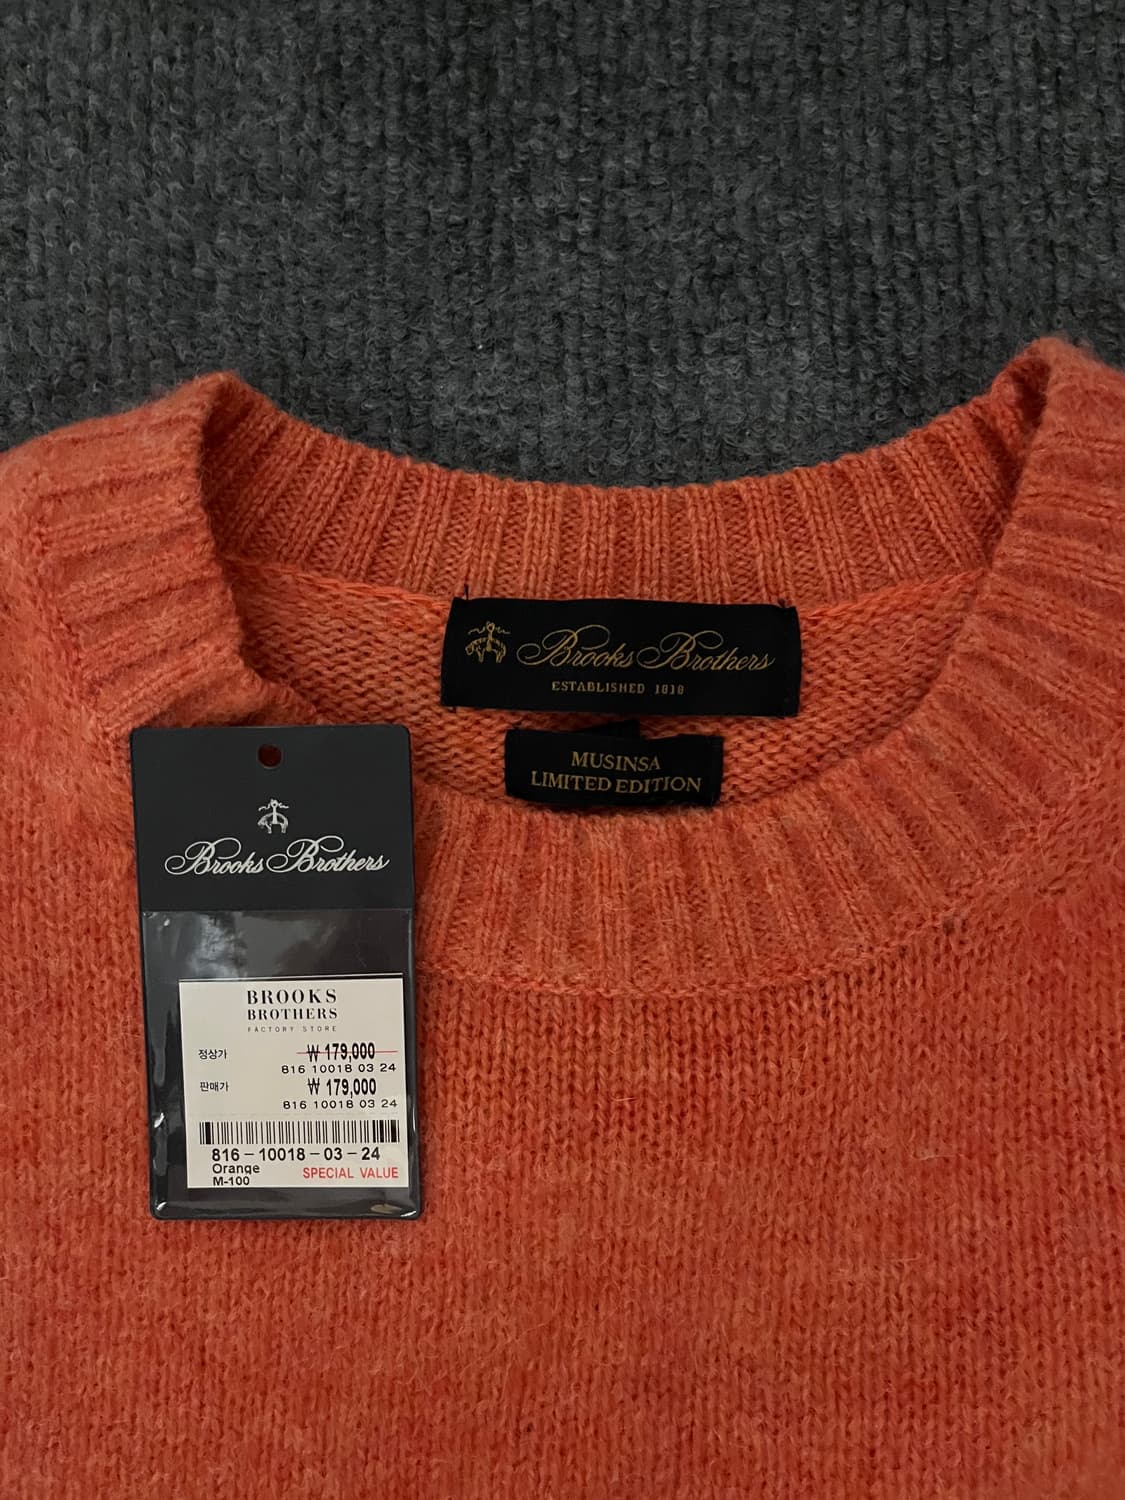 Brooks Brothers
ESTABLISHED 1818
MUSINSA
LIMITED EDITION
Brooks Brothers
BROOKS
BROTHERS
FACTORY STORE
정상가 ₩ 179,000
816 10018 03 24
판매가 ₩ 179,000
816 10018 03 24
816-10018-03-24
Orange
M-100 SPECIAL VALUE